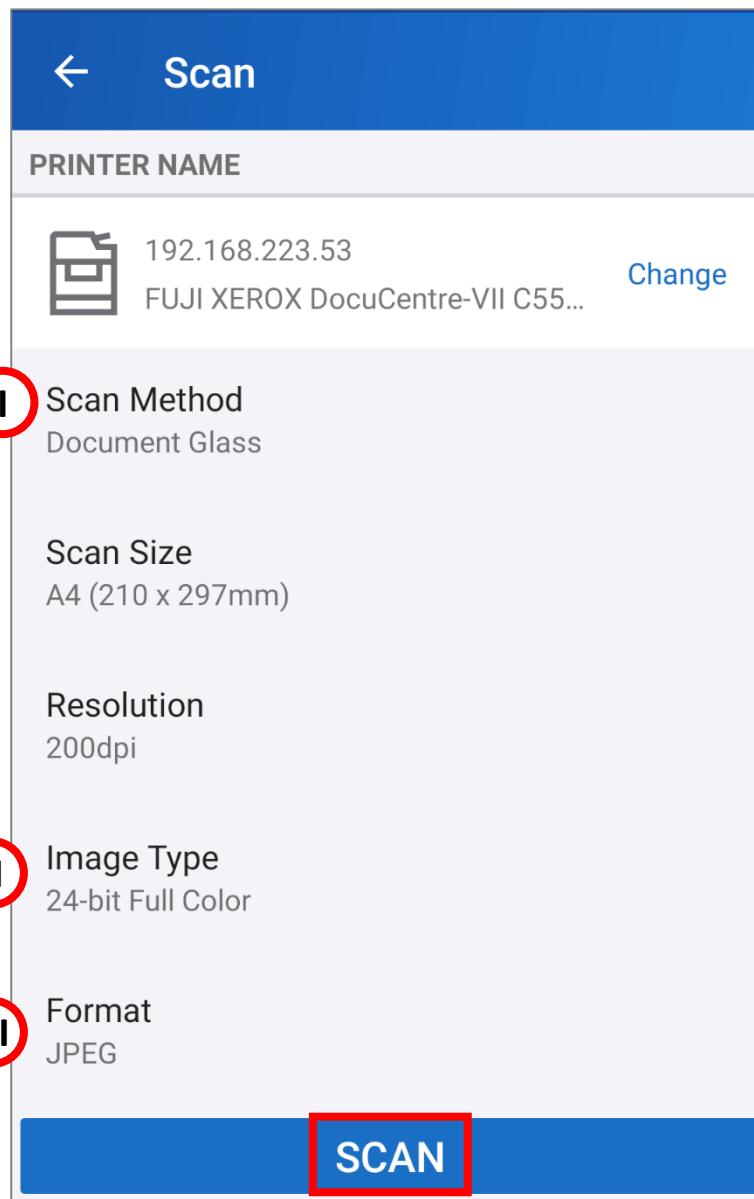 Scan
PRINTER NAME
192.168.223.53
FUJI XEROX DocuCentre-VII C55...
Change
Scan Method
Document Glass
Scan Size
A4 (210 x 297mm)
Resolution
200dpi
Image Type
24-bit Full Color
Format
JPEG
SCAN